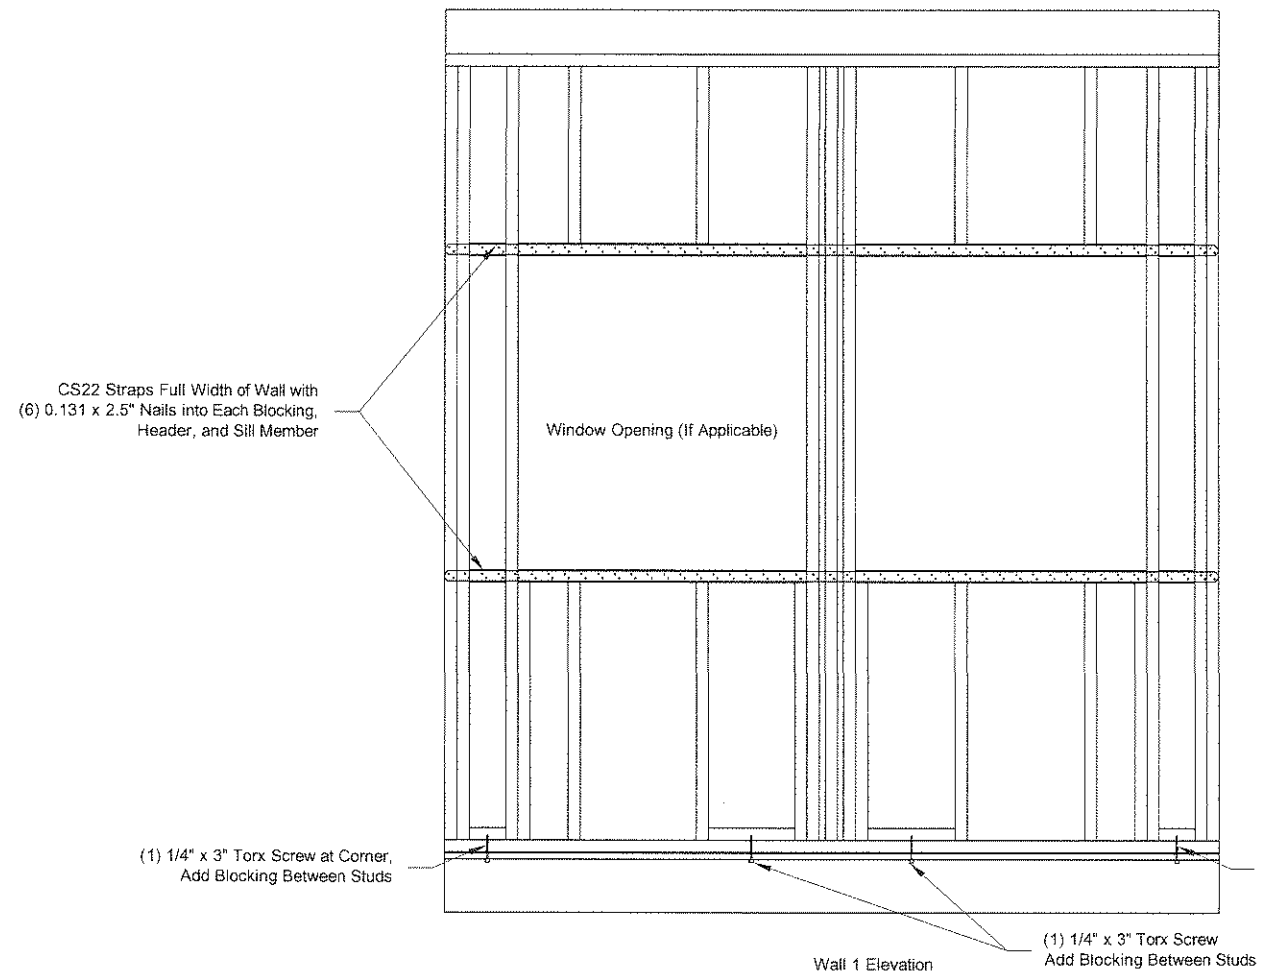 CS22 Straps Full Width of Wall with
(6) 0.131 x 2.5" Nails into Each Blocking,
Header, and Sill Member
Window Opening (If Applicable)
(1) 1/4" x 3" Torx Screw at Corner,
Add Blocking Between Studs
(1) 1/4" x 3" Torx Screw
Add Blocking Between Studs
Wall 1 Elevation